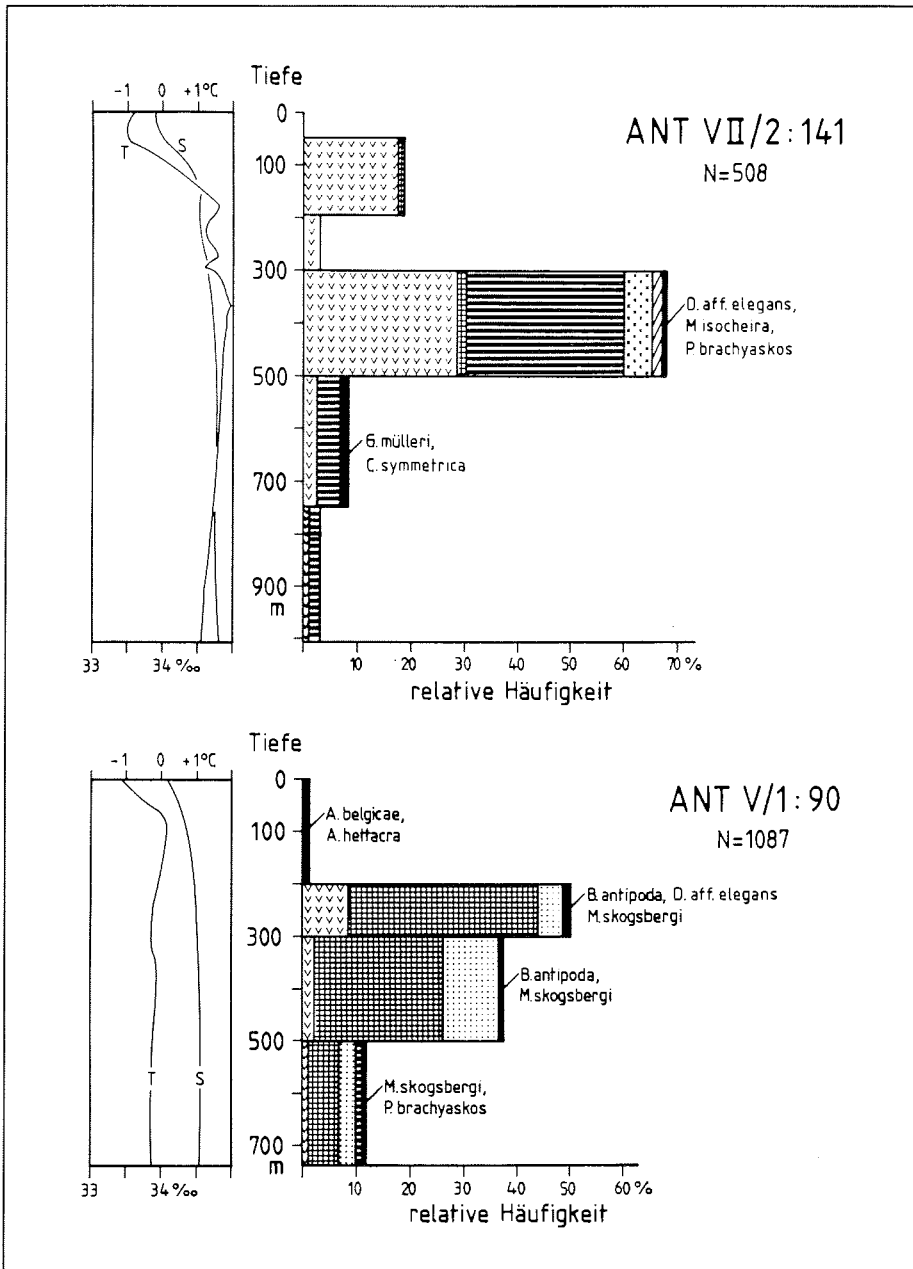 Tiefe
-1 0 +1°C
0
ANT VII/2:141
N=508
T S
100
300
D. aff. elegans,
M isocheira,
P. brachyaskos
500
G. mülleri,
C. symmetrica
700
900
m
33 34 ‰
10 20 30 40 50 60 70 %
relative Häufigkeit
Tiefe
-1 0 +1°C
0
ANT V/1:90
N=1087
A. belgicae,
A. hettacra
100
B. antipoda, D. aff. elegans
M. skogsbergi
300
B. antipoda,
M. skogsbergi
500
T S
M. skogsbergi,
P. brachyaskos
700
m
33 34 ‰
10 20 30 40 50 60 %
relative Häufigkeit